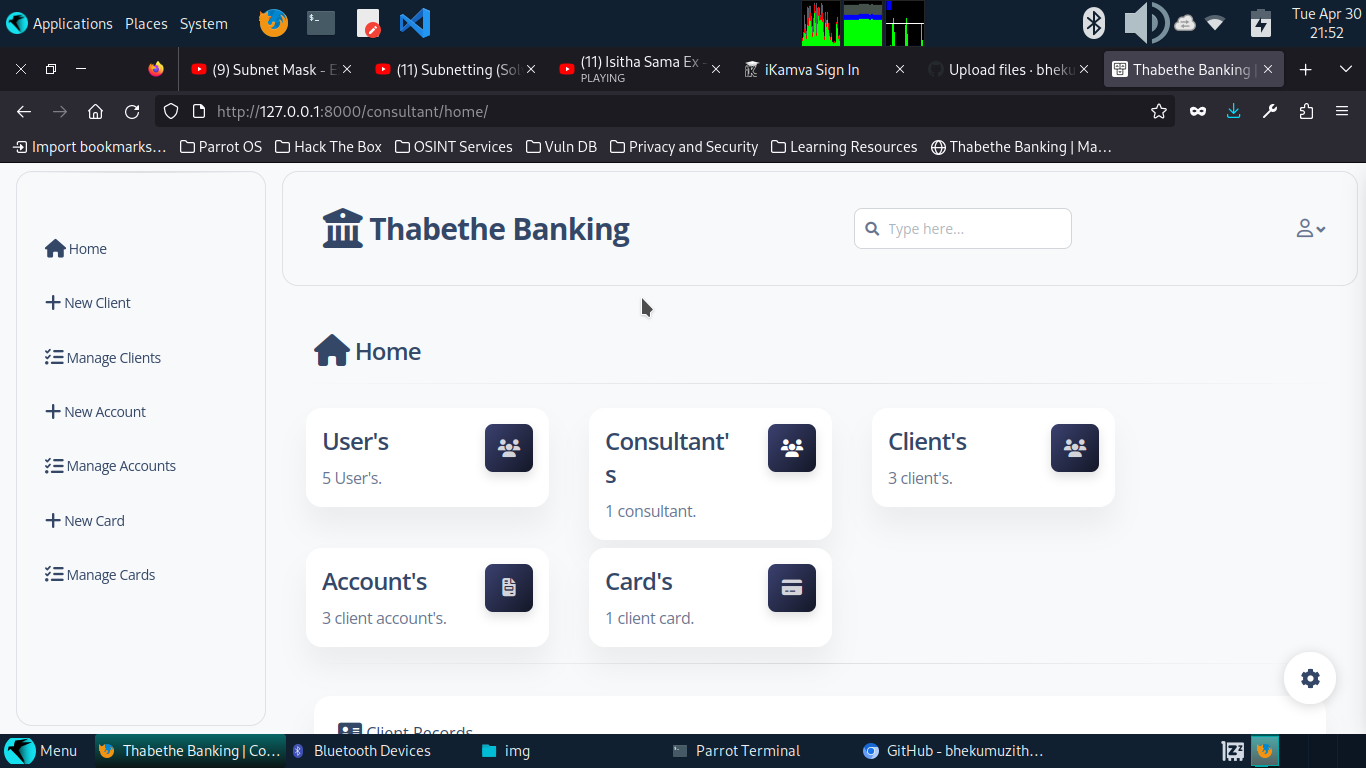 Applications Places System
Tue Apr 30
21:52
(9) Subnet Mask - E
(11) Subnetting (Sol
(11) Isitha Sama Ex -
PLAYING
iKamva Sign In
Upload files · bheku
Thabethe Banking |
http://127.0.0.1:8000/consultant/home/
Import bookmarks... Parrot OS Hack The Box OSINT Services Vuln DB Privacy and Security Learning Resources Thabethe Banking | Ma...
Thabethe Banking
Type here...
Home
New Client
Manage Clients
New Account
Manage Accounts
New Card
Manage Cards
Home
User's
5 User's.
Consultant'
s
1 consultant.
Client's
3 client's.
Account's
3 client account's.
Card's
1 client card.
Client Records
Menu Thabethe Banking | Co... Bluetooth Devices img Parrot Terminal GitHub - bhekumuzith...